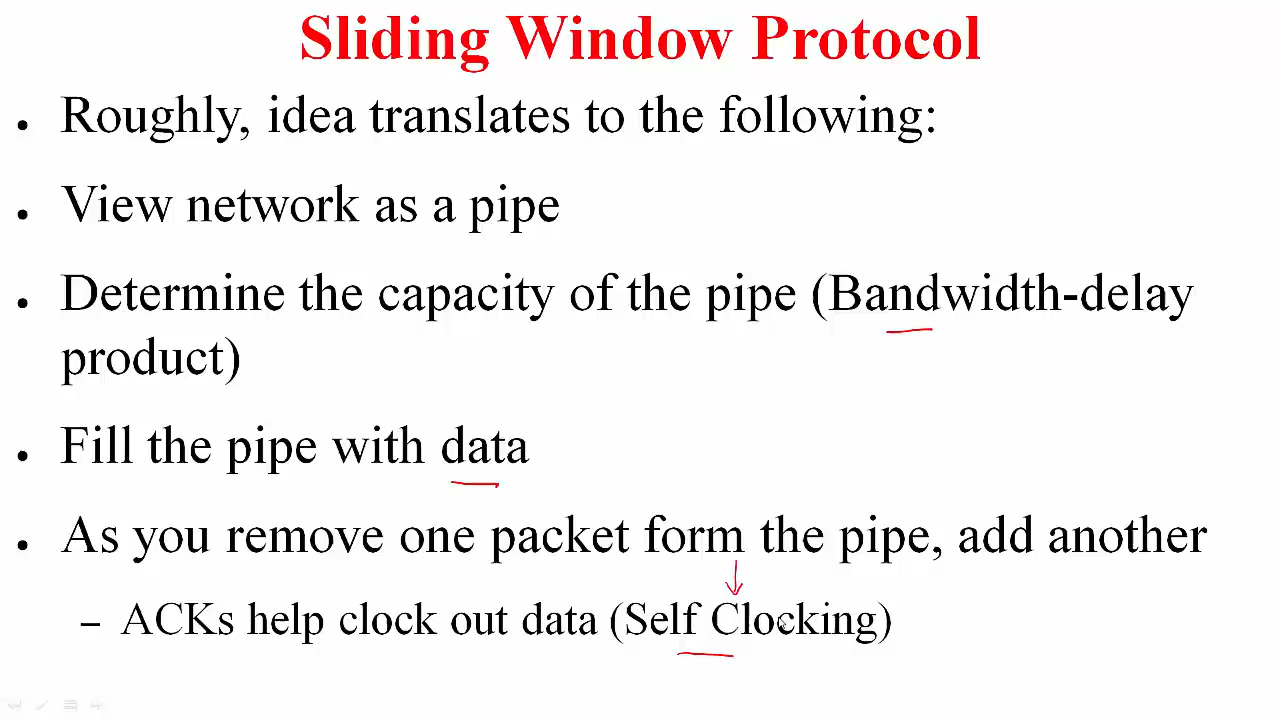 Sliding Window Protocol
• Roughly, idea translates to the following:
• View network as a pipe
• Determine the capacity of the pipe (Bandwidth-delay
product)
• Fill the pipe with data
• As you remove one packet form the pipe, add another
– ACKs help clock out data (Self Clocking)